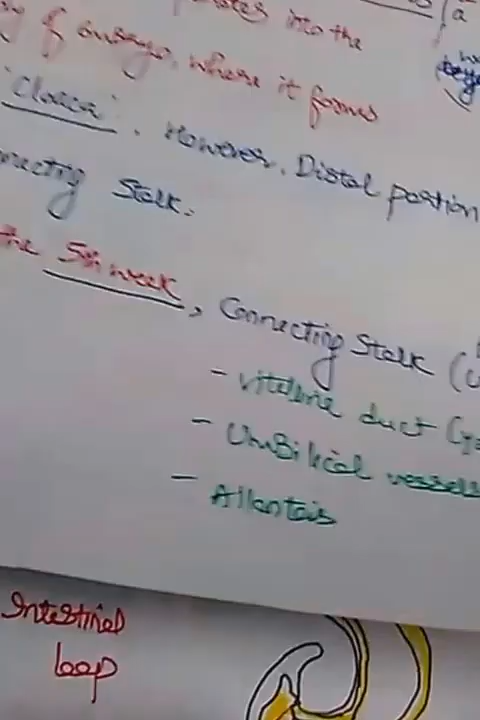 into the
of embryo, where it forms
"Cloaca". However, Distal portion
Stalk.
the 5th week, Connecting Stalk (
- vitelline duct (
- UmBilical vessels
- Allantois
Intestinal
loop